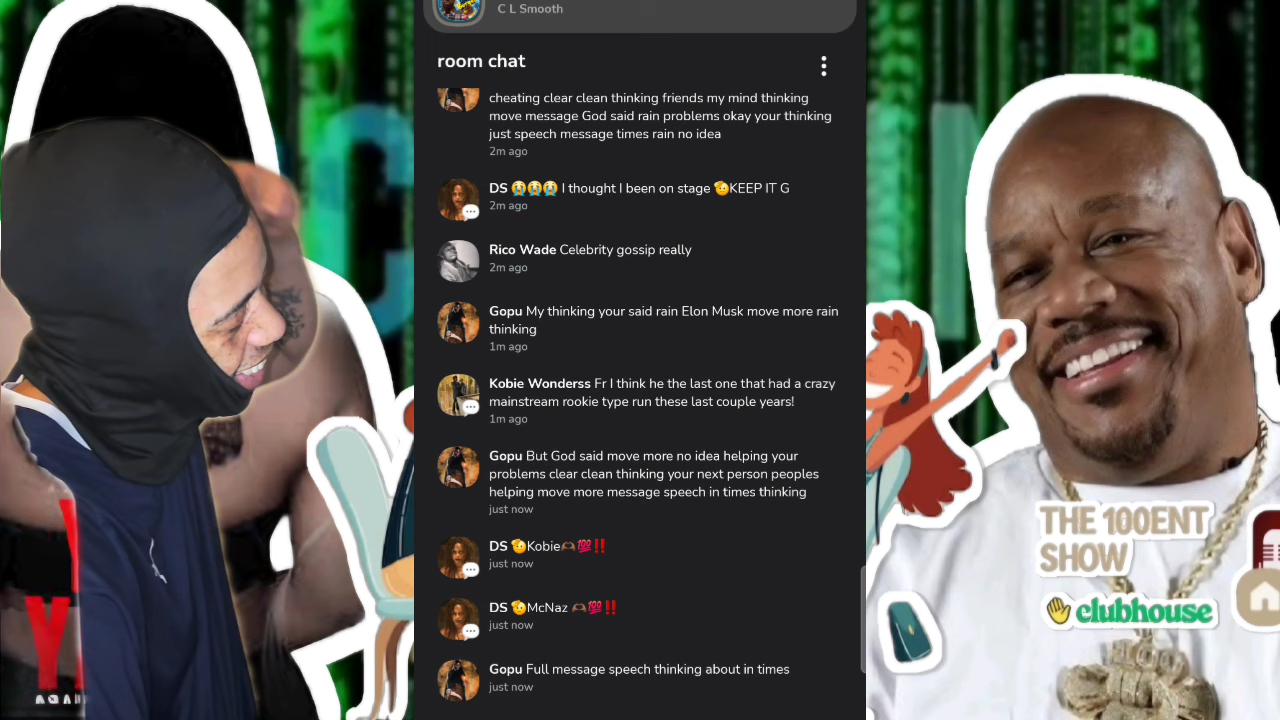 C L Smooth
room chat
cheating clear clean thinking friends my mind thinking
move message God said rain problems okay your thinking
just speech message times rain no idea
2m ago
DS 😭😭😭 I thought I been on stage 🫡KEEP IT G
2m ago
Rico Wade Celebrity gossip really
2m ago
Gopu My thinking your said rain Elon Musk move more rain
thinking
1m ago
Kobie Wonderss Fr I think he the last one that had a crazy
mainstream rookie type run these last couple years!
1m ago
Gopu But God said move more no idea helping your
problems clear clean thinking your next person peoples
helping move more message speech in times thinking
just now
DS 🫡Kobie🫶🏾💯‼️
just now
DS 🫡McNaz 🫶🏾💯‼️
just now
Gopu Full message speech thinking about in times
just now
THE 100ENT
SHOW
clubhouse